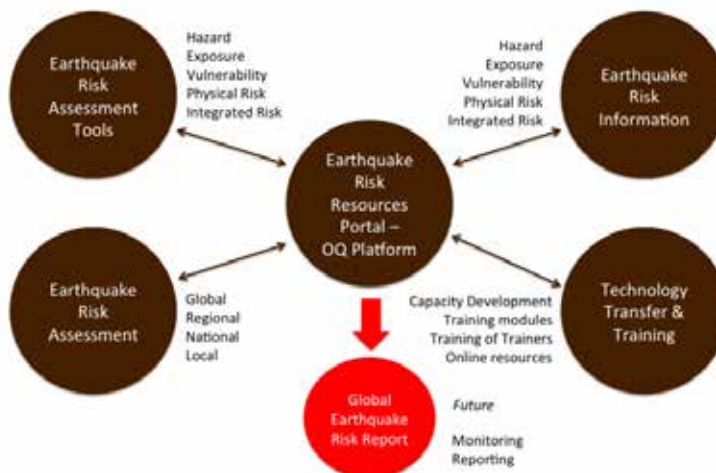 Earthquake
Risk
Assessment
Tools
Hazard
Exposure
Vulnerability
Physical Risk
Integrated Risk
Hazard
Exposure
Vulnerability
Physical Risk
Integrated Risk
Earthquake
Risk
Information
Earthquake
Risk
Resources
Portal –
OQ Platform
Earthquake
Risk
Assessment
Global
Regional
National
Local
Capacity Development
Training modules
Training of Trainers
Online resources
Technology
Transfer &
Training
Global
Earthquake
Risk Report
Future
Monitoring
Reporting